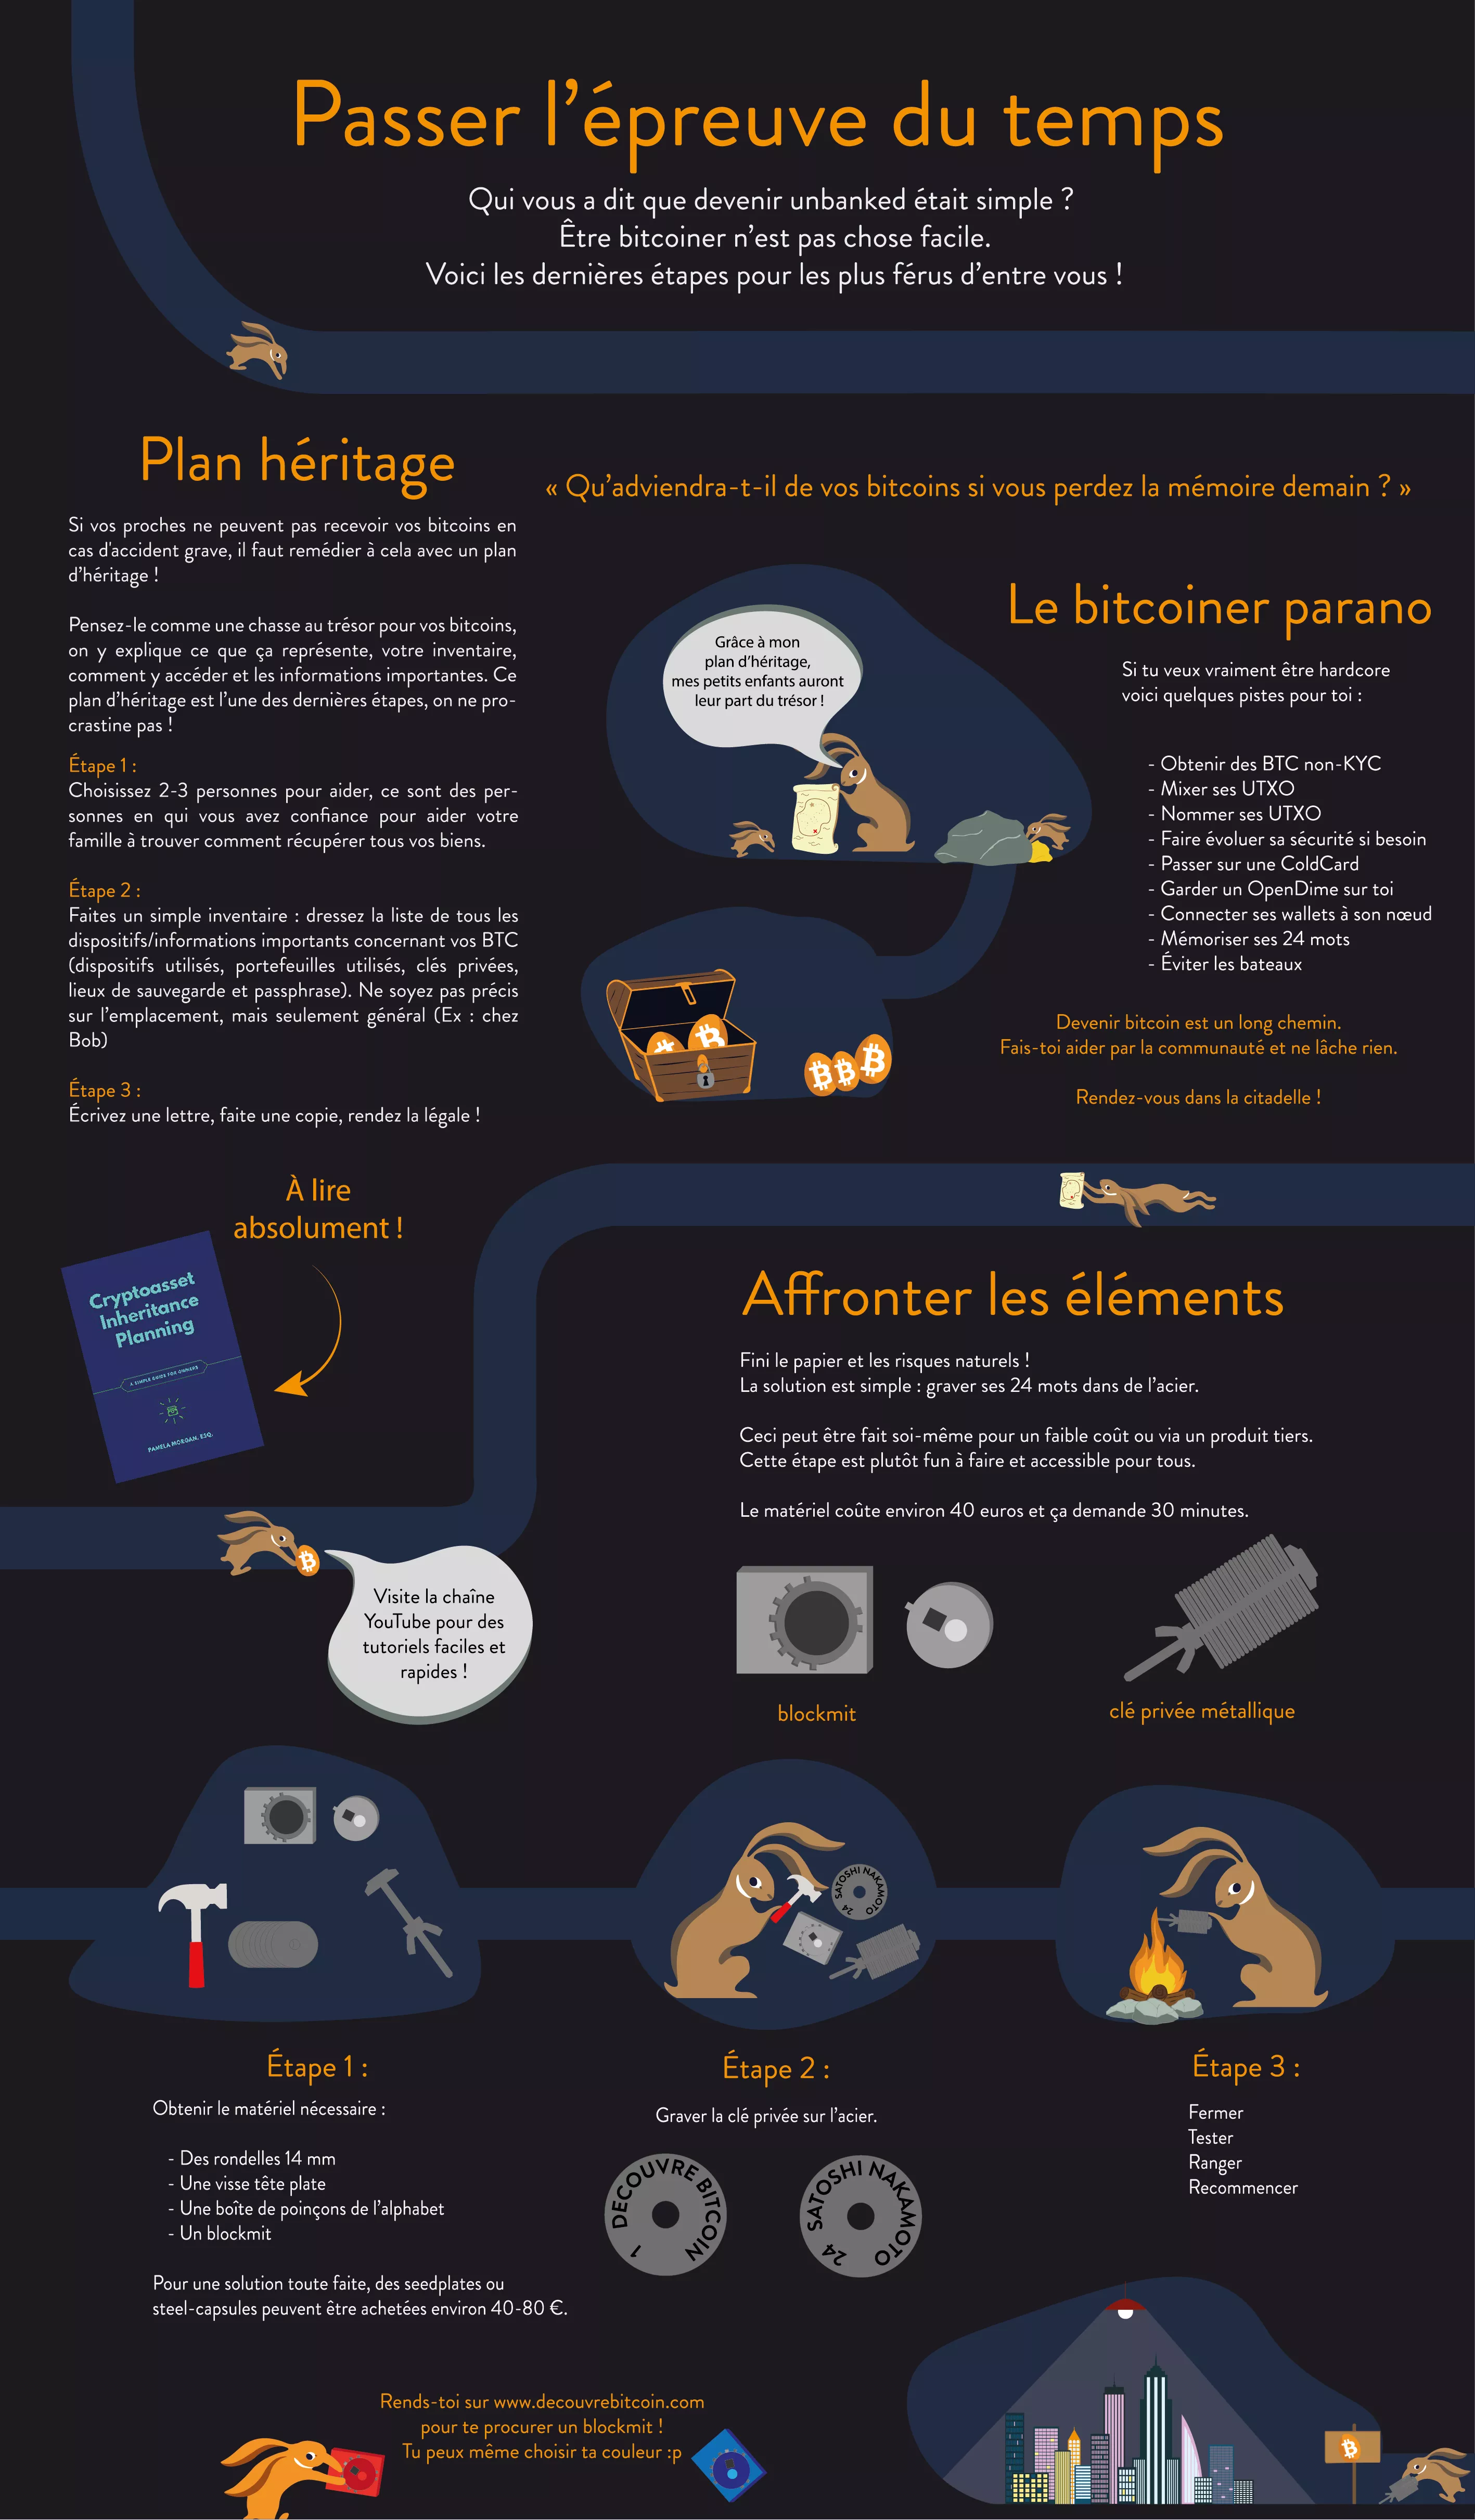 Passer l’épreuve du temps
Qui vous a dit que devenir unbanked était simple ?
Être bitcoiner n’est pas chose facile.
Voici les dernières étapes pour les plus férus d’entre vous !
Plan héritage
Si vos proches ne peuvent pas recevoir vos bitcoins en
cas d'accident grave, il faut remédier à cela avec un plan
d’héritage !
Pensez-le comme une chasse au trésor pour vos bitcoins,
on y explique ce que ça représente, votre inventaire,
comment y accéder et les informations importantes. Ce
plan d’héritage est l’une des dernières étapes, on ne pro-
crastine pas !
Étape 1 :
Choisissez 2-3 personnes pour aider, ce sont des per-
sonnes en qui vous avez confiance pour aider votre
famille à trouver comment récupérer tous vos biens.
Étape 2 :
Faites un simple inventaire : dressez la liste de tous les
dispositifs/informations importants concernant vos BTC
(dispositifs utilisés, portefeuilles utilisés, clés privées,
lieux de sauvegarde et passphrase). Ne soyez pas précis
sur l’emplacement, mais seulement général (Ex : chez
Bob)
Étape 3 :
Écrivez une lettre, faite une copie, rendez la légale !
« Qu’adviendra-t-il de vos bitcoins si vous perdez la mémoire demain ? »
Grâce à mon
plan d’héritage,
mes petits enfants auront
leur part du trésor !
Le bitcoiner parano
Si tu veux vraiment être hardcore
voici quelques pistes pour toi :
- Obtenir des BTC non-KYC
- Mixer ses UTXO
- Nommer ses UTXO
- Faire évoluer sa sécurité si besoin
- Passer sur une ColdCard
- Garder un OpenDime sur toi
- Connecter ses wallets à son nœud
- Mémoriser ses 24 mots
- Éviter les bateaux
Devenir bitcoin est un long chemin.
Fais-toi aider par la communauté et ne lâche rien.
Rendez-vous dans la citadelle !
À lire
absolument !
Cryptoasset
Inheritance
Planning
A SIMPLE GUIDE FOR OWNERS
PAMELA MORGAN, ESQ.
Affronter les éléments
Fini le papier et les risques naturels !
La solution est simple : graver ses 24 mots dans de l’acier.
Ceci peut être fait soi-même pour un faible coût ou via un produit tiers.
Cette étape est plutôt fun à faire et accessible pour tous.
Le matériel coûte environ 40 euros et ça demande 30 minutes.
Visite la chaîne
YouTube pour des
tutoriels faciles et
rapides !
blockmit
clé privée métallique
SATOSHI NAKAMOTO
24
Étape 1 :
Obtenir le matériel nécessaire :
- Des rondelles 14 mm
- Une visse tête plate
- Une boîte de poinçons de l’alphabet
- Un blockmit
Pour une solution toute faite, des seedplates ou
steel-capsules peuvent être achetées environ 40-80 €.
Étape 2 :
Graver la clé privée sur l’acier.
DECOUVRE BITCOIN
1
SATOSHI NAKAMOTO
24
Étape 3 :
Fermer
Tester
Ranger
Recommencer
Rends-toi sur www.decouvrebitcoin.com
pour te procurer un blockmit !
Tu peux même choisir ta couleur :p